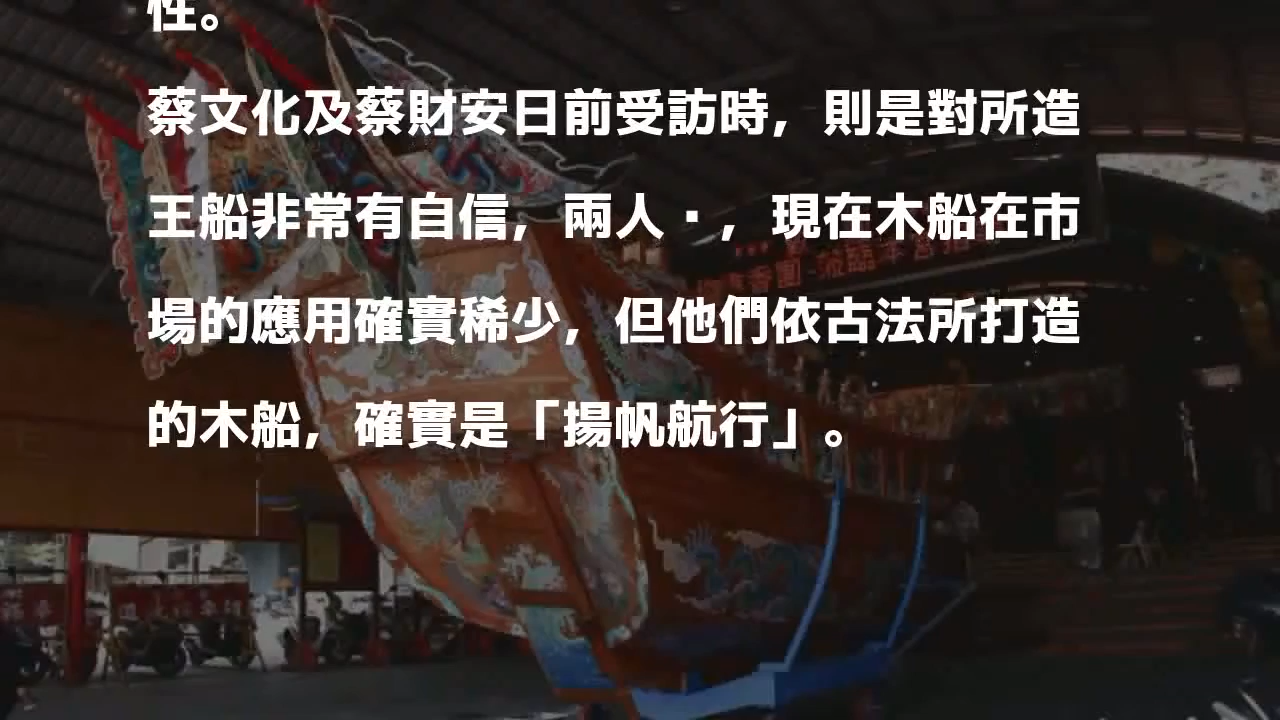 性。
蔡文化及蔡財安日前受訪時，則是對所造
王船非常有自信，兩人▪，現在木船在市
場的應用確實稀少，但他們依古法所打造
的木船，確實是「揚帆航行」。